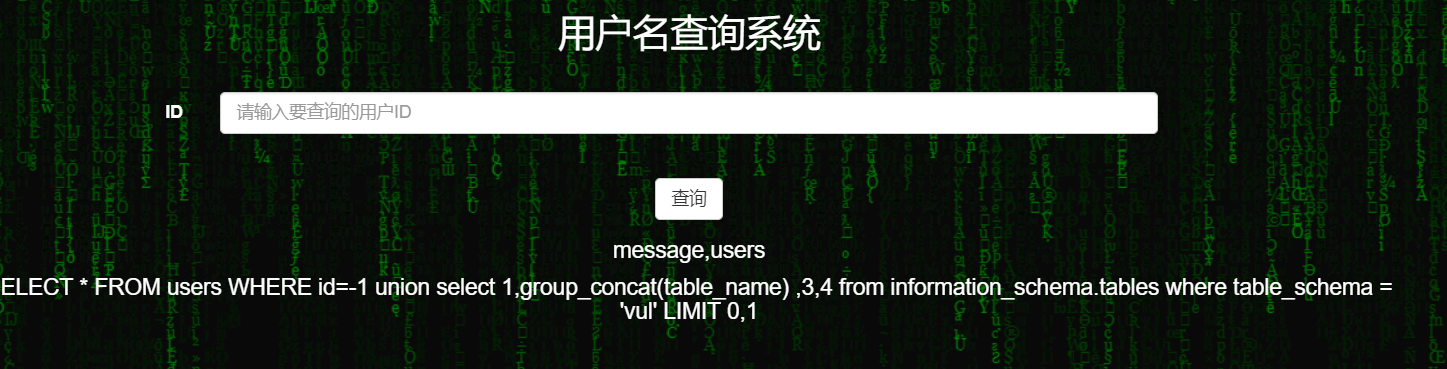 用户名查询系统
ID
请输入要查询的用户ID
查询
message,users
ELECT * FROM users WHERE id=-1 union select 1,group_concat(table_name) ,3,4 from information_schema.tables where table_schema =
'vul' LIMIT 0,1